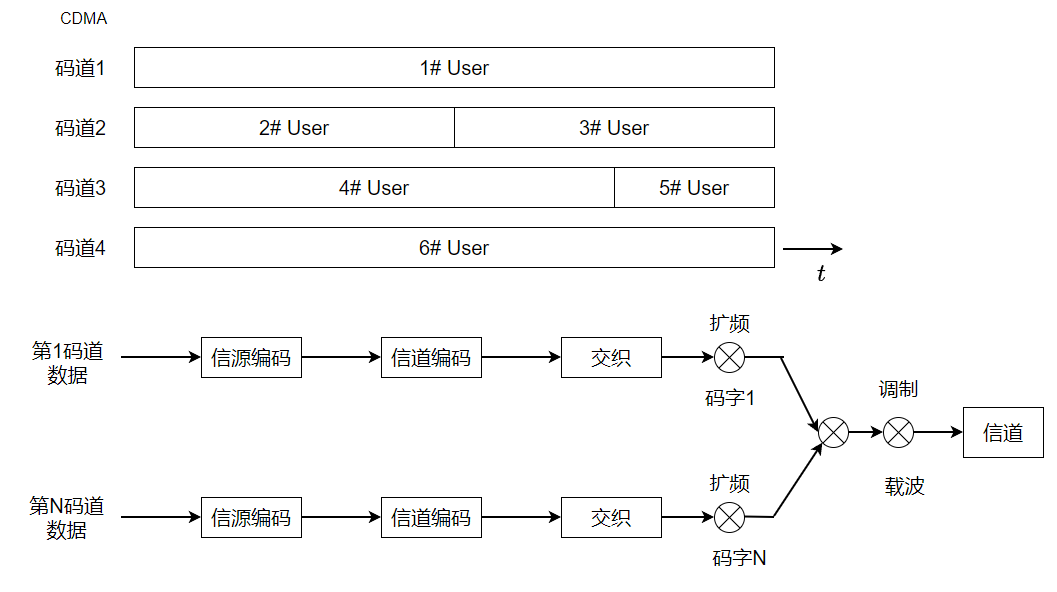 CDMA
码道1
1# User
码道2
2# User
3# User
码道3
4# User
5# User
码道4
6# User
t
第1码道
数据
信源编码
信道编码
交织
扩频
码字1
调制
载波
信道
第N码道
数据
信源编码
信道编码
交织
扩频
码字N